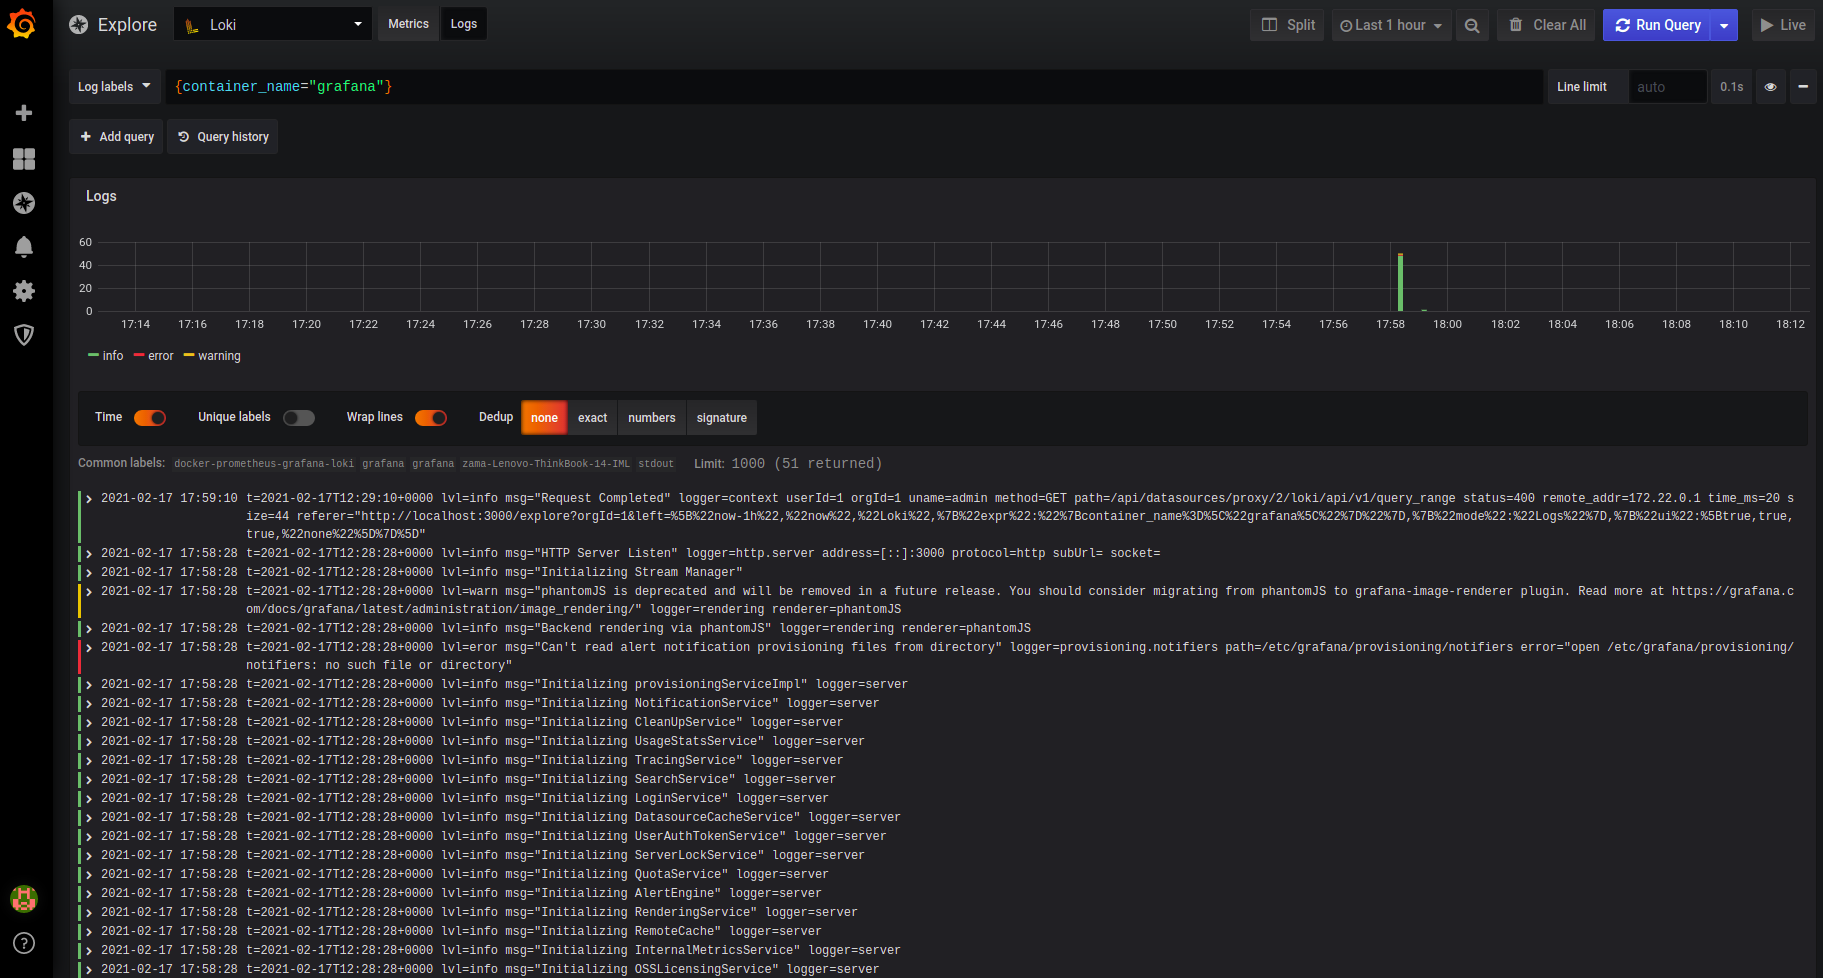 Explore Loki Metrics Logs Split Last 1 hour Clear All Run Query Live
Log labels {container_name="grafana"} Line limit auto 0.1s
Add query Query history
Logs
60
40
20
0
17:14 17:16 17:18 17:20 17:22 17:24 17:26 17:28 17:30 17:32 17:34 17:36 17:38 17:40 17:42 17:44 17:46 17:48 17:50 17:52 17:54 17:56 17:58 18:00 18:02 18:04 18:06 18:08 18:10 18:12
info error warning
Time Unique labels Wrap lines Dedup none exact numbers signature
Common labels: docker-prometheus-grafana-loki grafana grafana zama-Lenovo-ThinkBook-14-IML stdout Limit: 1000 (51 returned)
2021-02-17 17:59:10 t=2021-02-17T12:29:10+0000 lvl=info msg="Request Completed" logger=context userId=1 orgId=1 uname=admin method=GET path=/api/datasources/proxy/2/loki/api/v1/query_range status=400 remote_addr=172.22.0.1 time_ms=20 s
ize=44 referer="http://localhost:3000/explore?orgId=1&left=%5B%22now-1h%22,%22now%22,%22Loki%22,%7B%22expr%22:%22%7Bcontainer_name%3D%5C%22grafana%5C%22%7D%22%7D,%7B%22mode%22:%22Logs%22%7D,%7B%22ui%22:%5Btrue,true,
true,%22none%22%5D%7D%5D"
2021-02-17 17:58:28 t=2021-02-17T12:28:28+0000 lvl=info msg="HTTP Server Listen" logger=http.server address=[::]:3000 protocol=http subUrl= socket=
2021-02-17 17:58:28 t=2021-02-17T12:28:28+0000 lvl=info msg="Initializing Stream Manager"
2021-02-17 17:58:28 t=2021-02-17T12:28:28+0000 lvl=warn msg="phantomJS is deprecated and will be removed in a future release. You should consider migrating from phantomJS to grafana-image-renderer plugin. Read more at https://grafana.c
om/docs/grafana/latest/administration/image_rendering/" logger=rendering renderer=phantomJS
2021-02-17 17:58:28 t=2021-02-17T12:28:28+0000 lvl=info msg="Backend rendering via phantomJS" logger=rendering renderer=phantomJS
2021-02-17 17:58:28 t=2021-02-17T12:28:28+0000 lvl=eror msg="Can't read alert notification provisioning files from directory" logger=provisioning.notifiers path=/etc/grafana/provisioning/notifiers error="open /etc/grafana/provisioning/
notifiers: no such file or directory"
2021-02-17 17:58:28 t=2021-02-17T12:28:28+0000 lvl=info msg="Initializing provisioningServiceImpl" logger=server
2021-02-17 17:58:28 t=2021-02-17T12:28:28+0000 lvl=info msg="Initializing NotificationService" logger=server
2021-02-17 17:58:28 t=2021-02-17T12:28:28+0000 lvl=info msg="Initializing CleanUpService" logger=server
2021-02-17 17:58:28 t=2021-02-17T12:28:28+0000 lvl=info msg="Initializing UsageStatsService" logger=server
2021-02-17 17:58:28 t=2021-02-17T12:28:28+0000 lvl=info msg="Initializing TracingService" logger=server
2021-02-17 17:58:28 t=2021-02-17T12:28:28+0000 lvl=info msg="Initializing SearchService" logger=server
2021-02-17 17:58:28 t=2021-02-17T12:28:28+0000 lvl=info msg="Initializing LoginService" logger=server
2021-02-17 17:58:28 t=2021-02-17T12:28:28+0000 lvl=info msg="Initializing DatasourceCacheService" logger=server
2021-02-17 17:58:28 t=2021-02-17T12:28:28+0000 lvl=info msg="Initializing UserAuthTokenService" logger=server
2021-02-17 17:58:28 t=2021-02-17T12:28:28+0000 lvl=info msg="Initializing ServerLockService" logger=server
2021-02-17 17:58:28 t=2021-02-17T12:28:28+0000 lvl=info msg="Initializing QuotaService" logger=server
2021-02-17 17:58:28 t=2021-02-17T12:28:28+0000 lvl=info msg="Initializing AlertEngine" logger=server
2021-02-17 17:58:28 t=2021-02-17T12:28:28+0000 lvl=info msg="Initializing RenderingService" logger=server
2021-02-17 17:58:28 t=2021-02-17T12:28:28+0000 lvl=info msg="Initializing RemoteCache" logger=server
2021-02-17 17:58:28 t=2021-02-17T12:28:28+0000 lvl=info msg="Initializing InternalMetricsService" logger=server
2021-02-17 17:58:28 t=2021-02-17T12:28:28+0000 lvl=info msg="Initializing OSSLicensingService" logger=server